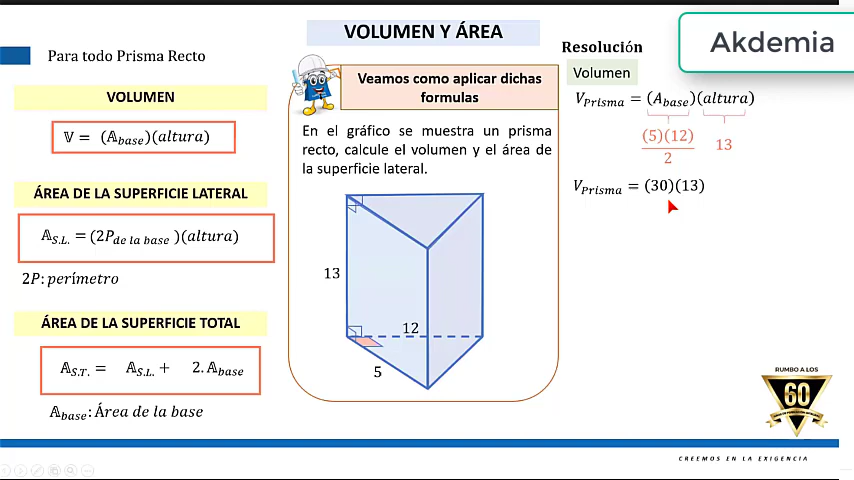 VOLUMEN Y ÁREA
Akdemia
Para todo Prisma Recto
VOLUMEN
𝕍 = (𝔸base)(altura)
ÁREA DE LA SUPERFICIE LATERAL
𝔸S.L. = (2Pde la base )(altura)
2P: perímetro
ÁREA DE LA SUPERFICIE TOTAL
𝔸S.T. = 𝔸S.L. + 2. 𝔸base
𝔸base: Área de la base
Veamos como aplicar dichas
formulas
En el gráfico se muestra un prisma
recto, calcule el volumen y el área de
la superficie lateral.
13
12
5
Resolución
Volumen
VPrisma = (Abase)(altura)
(5)(12)
2
13
VPrisma = (30)(13)
RUMBO A LOS
60
CREEMOS EN LA EXIGENCIA